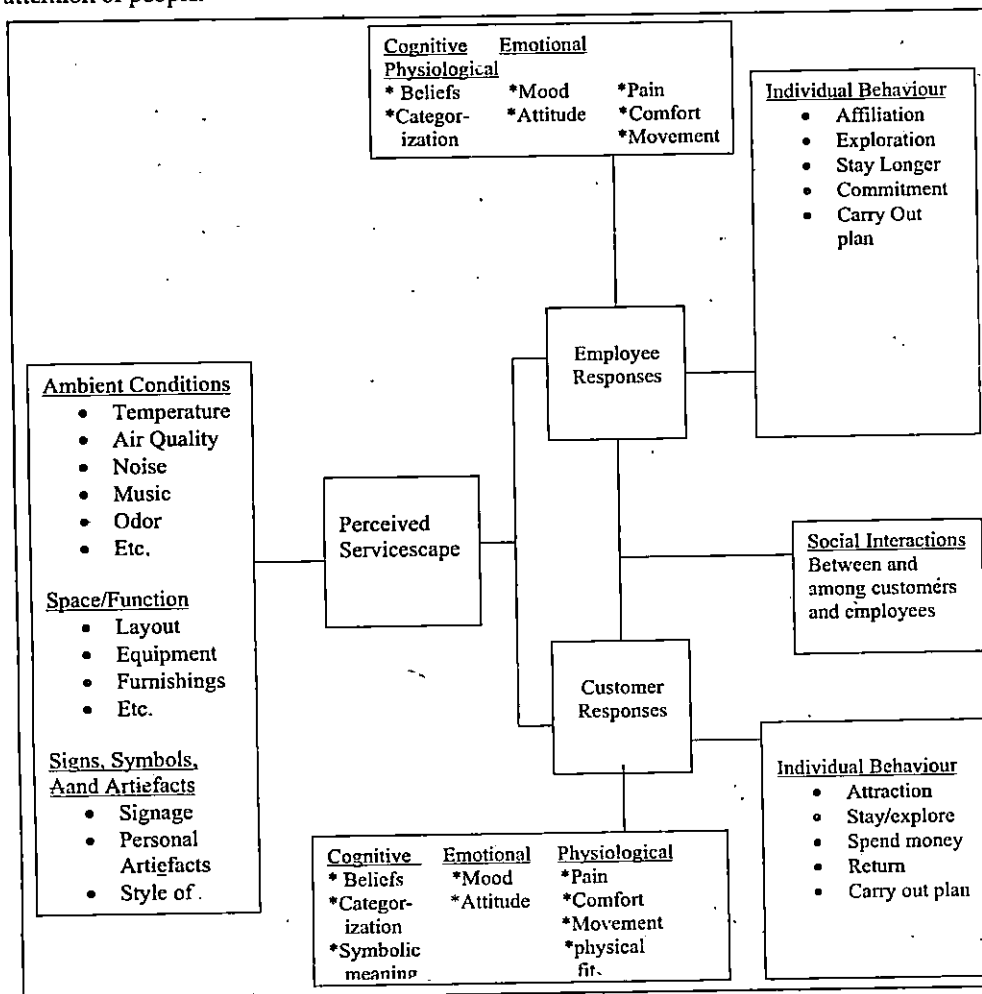 attention of people.
Cognitive Emotional
Physiological
* Beliefs *Mood *Pain
*Categor- *Attitude *Comfort
ization *Movement
Individual Behaviour
• Affiliation
• Exploration
• Stay Longer
• Commitment
• Carry Out
plan
Employee
Responses
Ambient Conditions
• Temperature
• Air Quality
• Noise
• Music
• Odor
• Etc.
Space/Function
• Layout
• Equipment
• Furnishings
• Etc.
Signs, Symbols,
Aand Artiefacts
• Signage
• Personal
Artiefacts
• Style of .
Perceived
Servicescape
Social Interactions
Between and
among customers
and employees
Customer
Responses
Individual Behaviour
• Attraction
• Stay/explore
• Spend money
• Return
• Carry out plan
Cognitive Emotional Physiological
* Beliefs *Mood *Pain
*Categor- *Attitude *Comfort
ization *Movement
*Symbolic *physical
meaning fit